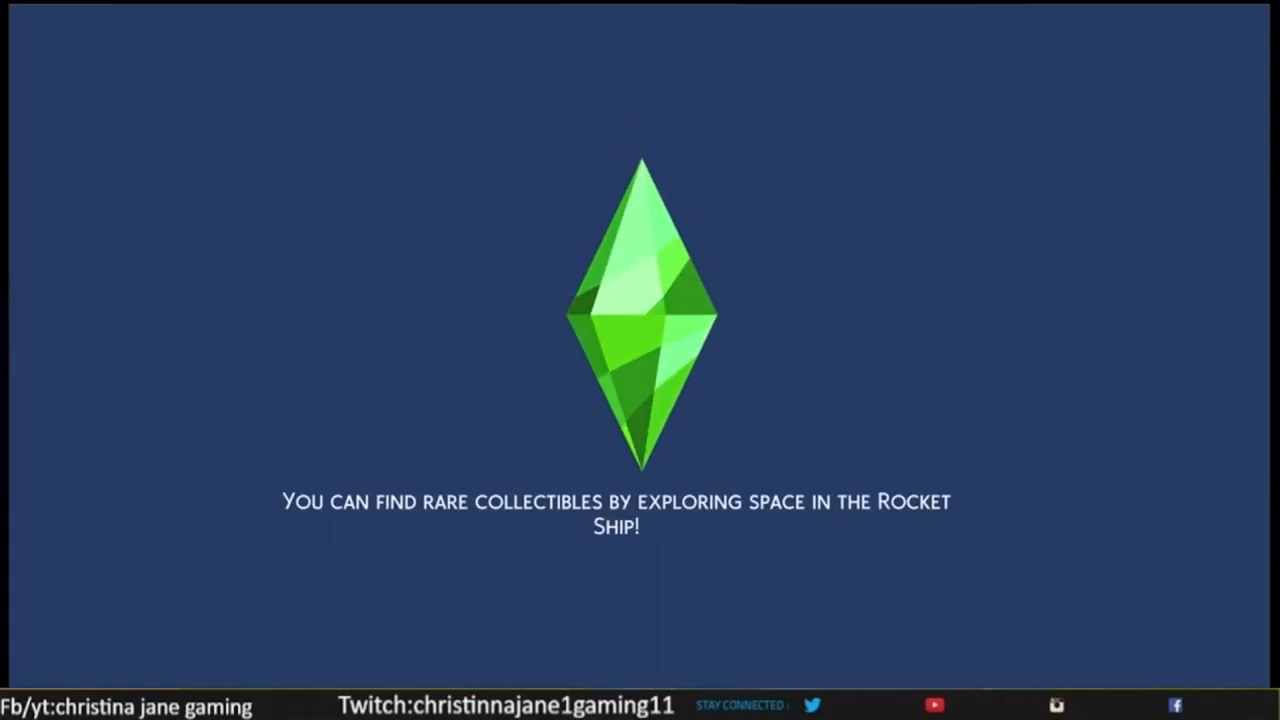 You can find rare collectibles by exploring space in the Rocket
Ship!
Fb/yt:christina jane gaming
Twitch:christinnajane1gaming11
STAY CONNECTED: